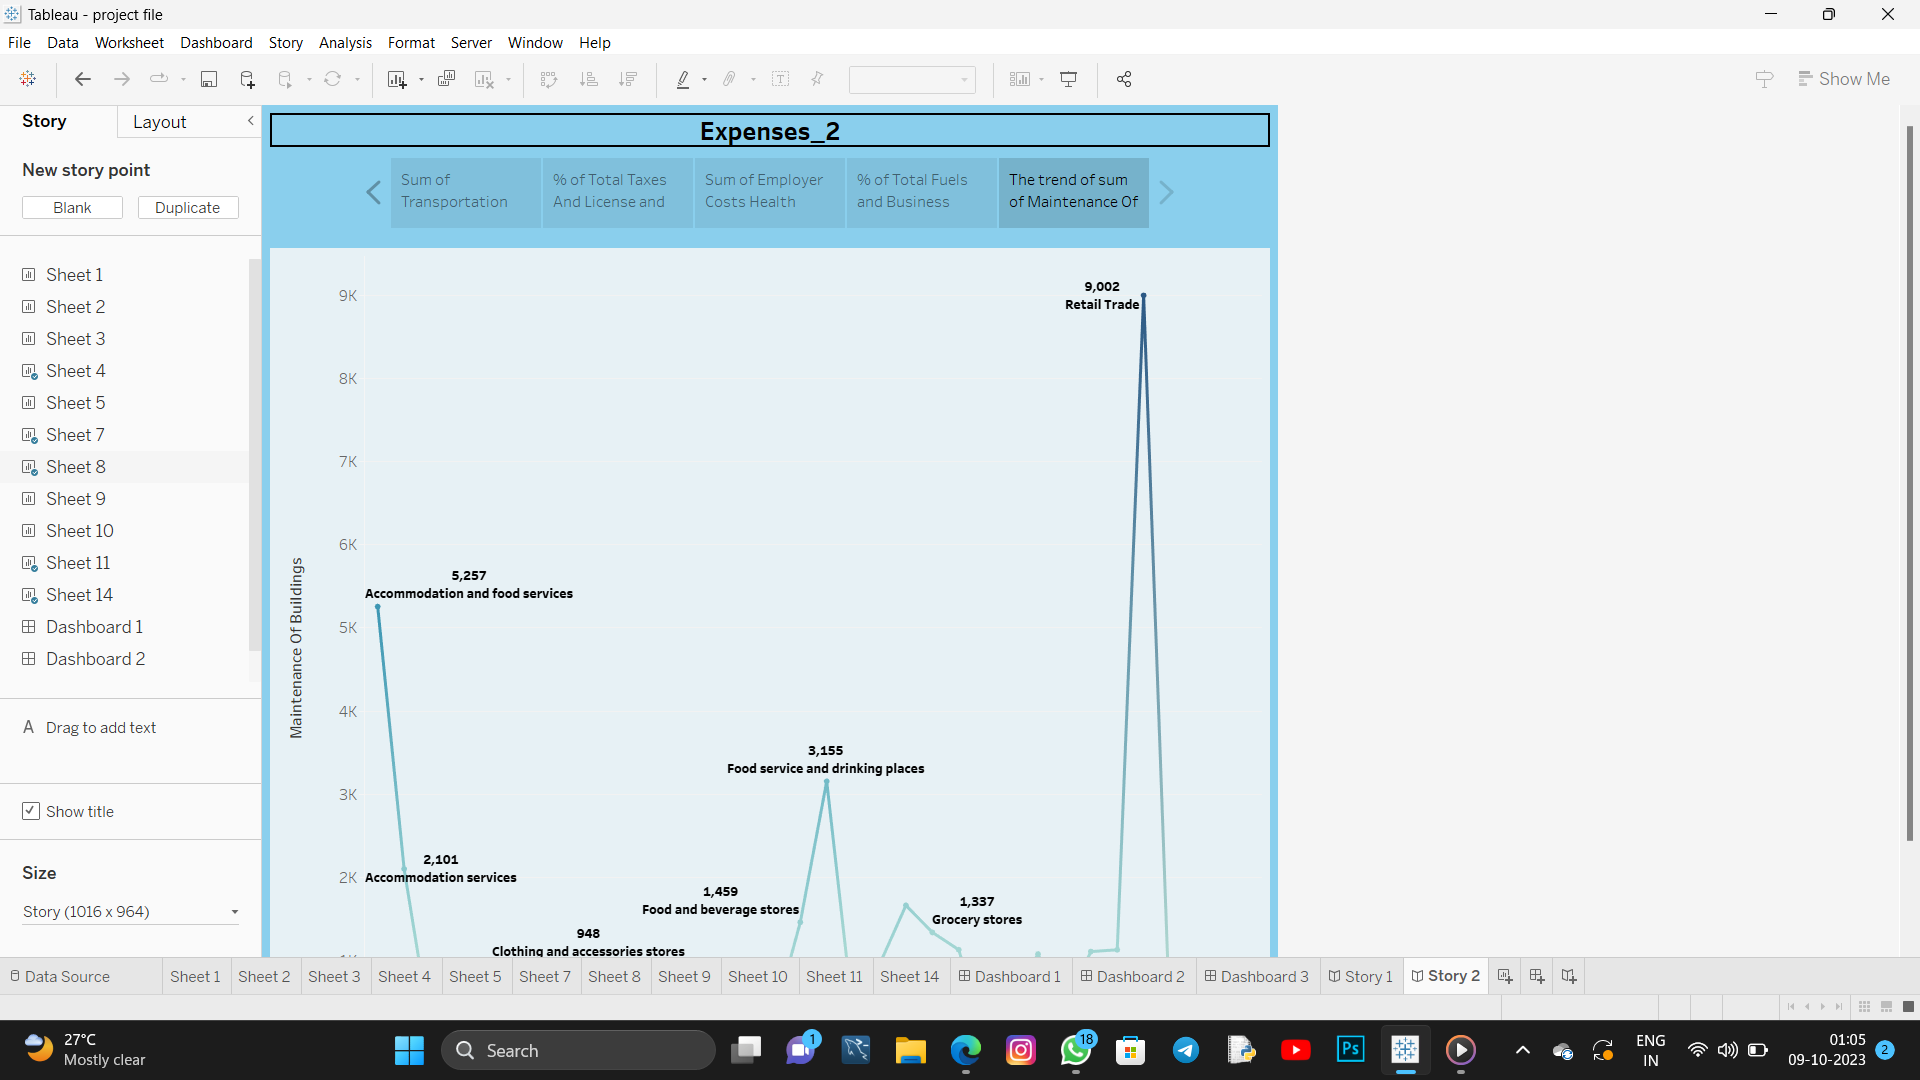 Tableau - project file
File Data Worksheet Dashboard Story Analysis Format Server Window Help
Show Me
Story Layout
New story point
Blank Duplicate
Sheet 1
Sheet 2
Sheet 3
Sheet 4
Sheet 5
Sheet 7
Sheet 8
Sheet 9
Sheet 10
Sheet 11
Sheet 14
Dashboard 1
Dashboard 2
A Drag to add text
Show title
Size
Story (1016 x 964)
Expenses_2
Sum of
Transportation
% of Total Taxes
And License and
Sum of Employer
Costs Health
% of Total Fuels
and Business
The trend of sum
of Maintenance Of
Maintenance Of Buildings
9K
8K
7K
6K
5K
4K
3K
2K
9,002
Retail Trade
5,257
Accommodation and food services
3,155
Food service and drinking places
2,101
Accommodation services
1,459
Food and beverage stores
1,337
Grocery stores
948
Clothing and accessories stores
Data Source Sheet 1 Sheet 2 Sheet 3 Sheet 4 Sheet 5 Sheet 7 Sheet 8 Sheet 9 Sheet 10 Sheet 11 Sheet 14 Dashboard 1 Dashboard 2 Dashboard 3 Story 1 Story 2
27°C
Mostly clear
Search
1
18
Ps
ENG
IN
01:05
09-10-2023
2